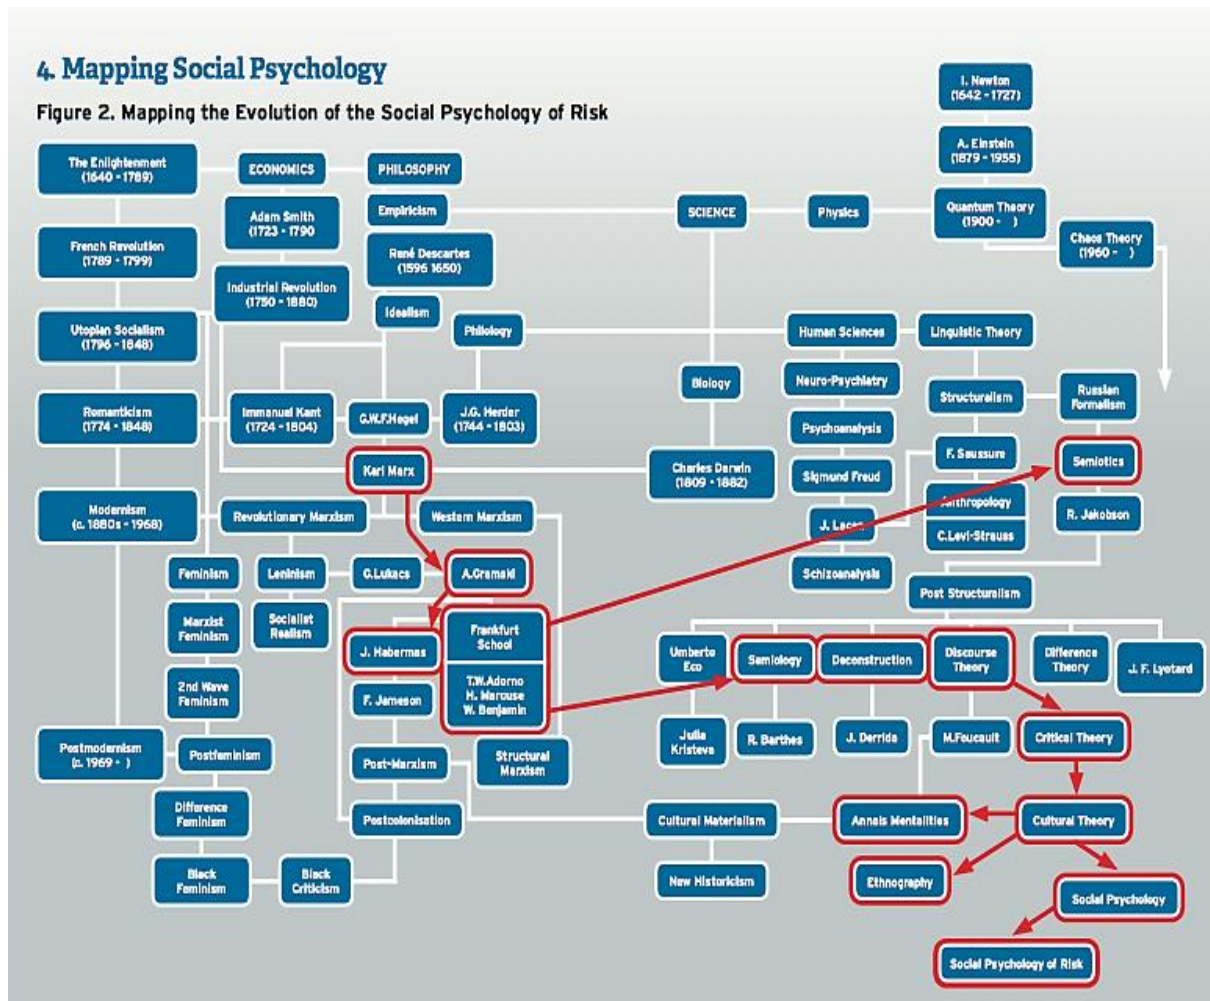 4. Mapping Social Psychology
Figure 2. Mapping the Evolution of the Social Psychology of Risk
I. Newton
(1642 - 1727)
A. Einstein
(1879 - 1955)
The Enlightenment
(1640 - 1789)
ECONOMICS
PHILOSOPHY
Empiricism
SCIENCE
Physics
Quantum Theory
(1900 -   )
Adam Smith
(1723 - 1790
French Revolution
(1789 - 1799)
René Descartes
(1596 1650)
Chaos Theory
(1960 -   )
Industrial Revolution
(1750 - 1880)
Idealism
Utopian Socialism
(1796 - 1848)
Philology
Human Sciences
Linguistic Theory
Biology
Neuro-Psychiatry
Structuralism
Russian
Formalism
Romanticism
(1774 - 1848)
Immanuel Kant
(1724 - 1804)
G.W.F.Hegel
J.G. Herder
(1744 - 1803)
Psychoanalysis
F. Saussure
Semiotics
Karl Marx
Charles Darwin
(1809 - 1882)
Sigmund Freud
Modernism
(c. 1880s - 1968)
Revolutionary Marxism
Western Marxism
Anthropology
C.Levi-Strauss
J. Lacan
R. Jakobson
Feminism
Leninism
G.Lukacs
A.Gramski
Schizoanalysis
Post Structuralism
Marxist
Feminism
Socialist
Realism
J. Habermas
Frankfurt
School
T.W.Adorno
H. Marcuse
W. Benjamin
Umberto
Eco
Semiology
Deconstruction
Discourse
Theory
Difference
Theory
J. F. Lyotard
2nd Wave
Feminism
F. Jameson
Julia
Kristeva
R. Barthes
J. Derrida
M.Foucault
Critical Theory
Postmodernism
(c. 1969 -   )
Postfeminism
Post-Marxism
Structural
Marxism
Difference
Feminism
Postcolonisation
Cultural Materialism
Annals Mentalities
Cultural Theory
Black
Feminism
Black
Criticism
New Historicism
Ethnography
Social Psychology
Social Psychology of Risk